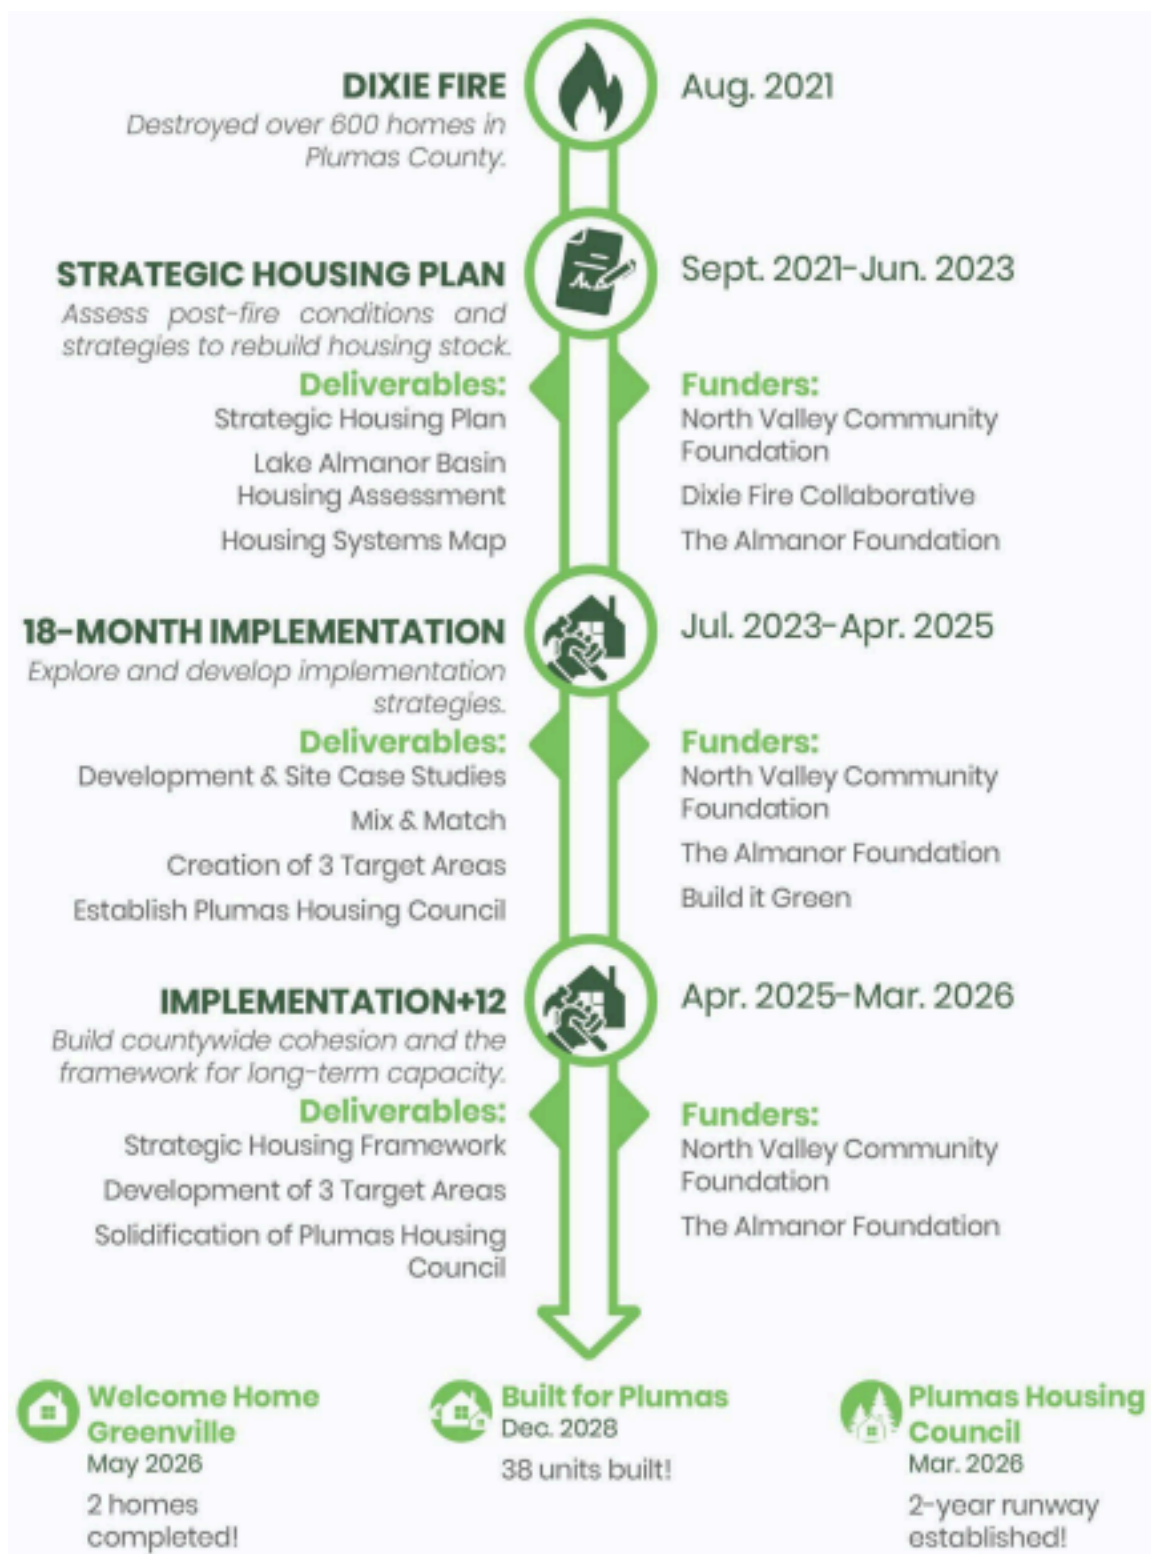 DIXIE FIRE
Aug. 2021
Destroyed over 600 homes in
Plumas County.
STRATEGIC HOUSING PLAN
Sept. 2021-Jun. 2023
Assess post-fire conditions and
strategies to rebuild housing stock.
Deliverables:
Strategic Housing Plan
Lake Almanor Basin
Housing Assessment
Housing Systems Map
Funders:
North Valley Community
Foundation
Dixie Fire Collaborative
The Almanor Foundation
18-MONTH IMPLEMENTATION
Jul. 2023-Apr. 2025
Explore and develop implementation
strategies.
Deliverables:
Development & Site Case Studies
Mix & Match
Creation of 3 Target Areas
Establish Plumas Housing Council
Funders:
North Valley Community
Foundation
The Almanor Foundation
Build it Green
IMPLEMENTATION+12
Apr. 2025-Mar. 2026
Build countywide cohesion and the
framework for long-term capacity.
Deliverables:
Strategic Housing Framework
Development of 3 Target Areas
Solidification of Plumas Housing
Council
Funders:
North Valley Community
Foundation
The Almanor Foundation
Welcome Home
Greenville
May 2026
2 homes
completed!
Built for Plumas
Dec. 2028
38 units built!
Plumas Housing
Council
Mar. 2026
2-year runway
established!